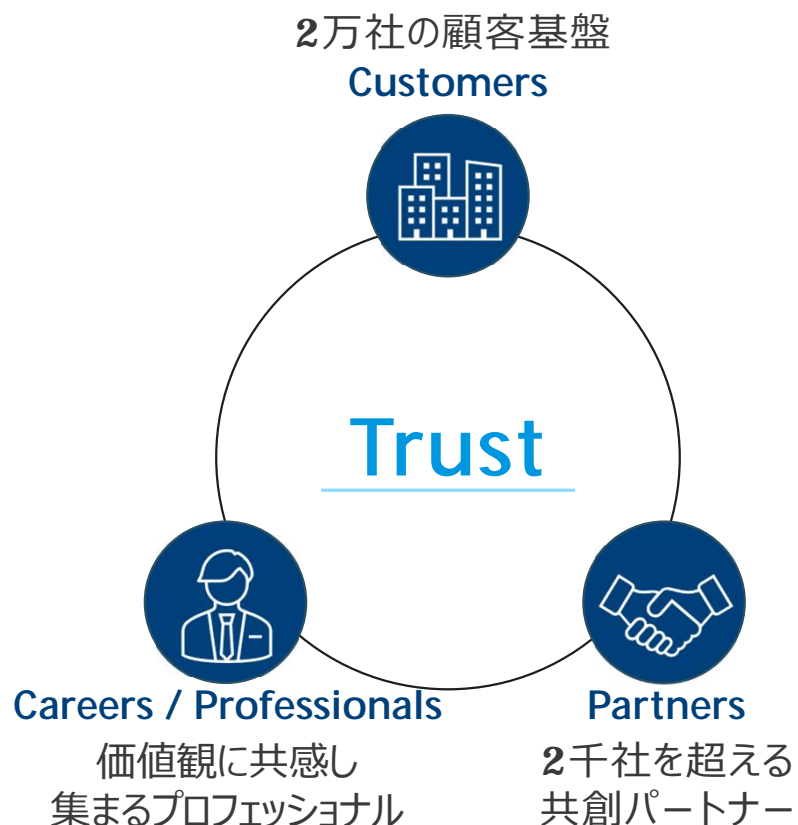 2万社の顧客基盤
Customers
Trust
Careers / Professionals
価値観に共感し
集まるプロフェッショナル
Partners
2千社を超える
共創パートナー